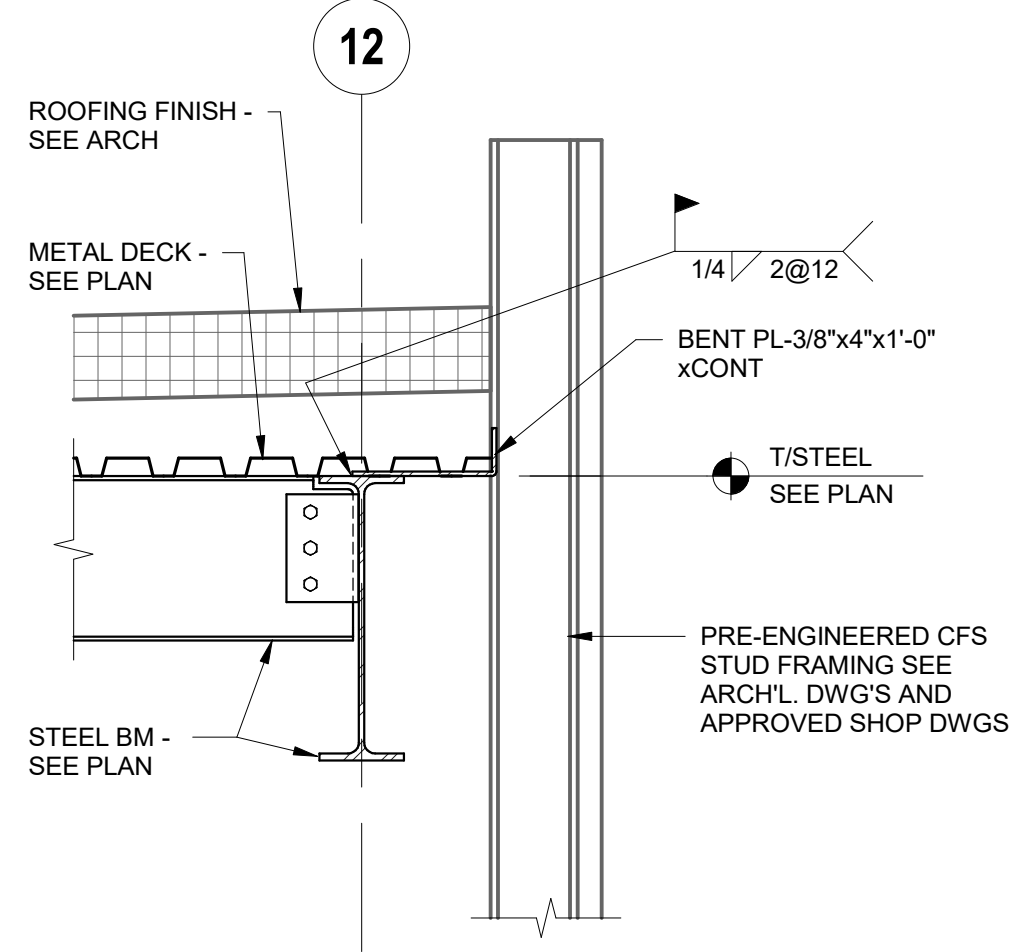 12
ROOFING FINISH -
SEE ARCH
METAL DECK -
SEE PLAN
1/4 2@12
BENT PL-3/8"x4"x1'-0"
xCONT
T/STEEL
SEE PLAN
PRE-ENGINEERED CFS
STUD FRAMING SEE
ARCH'L. DWG'S AND
APPROVED SHOP DWGS
STEEL BM -
SEE PLAN